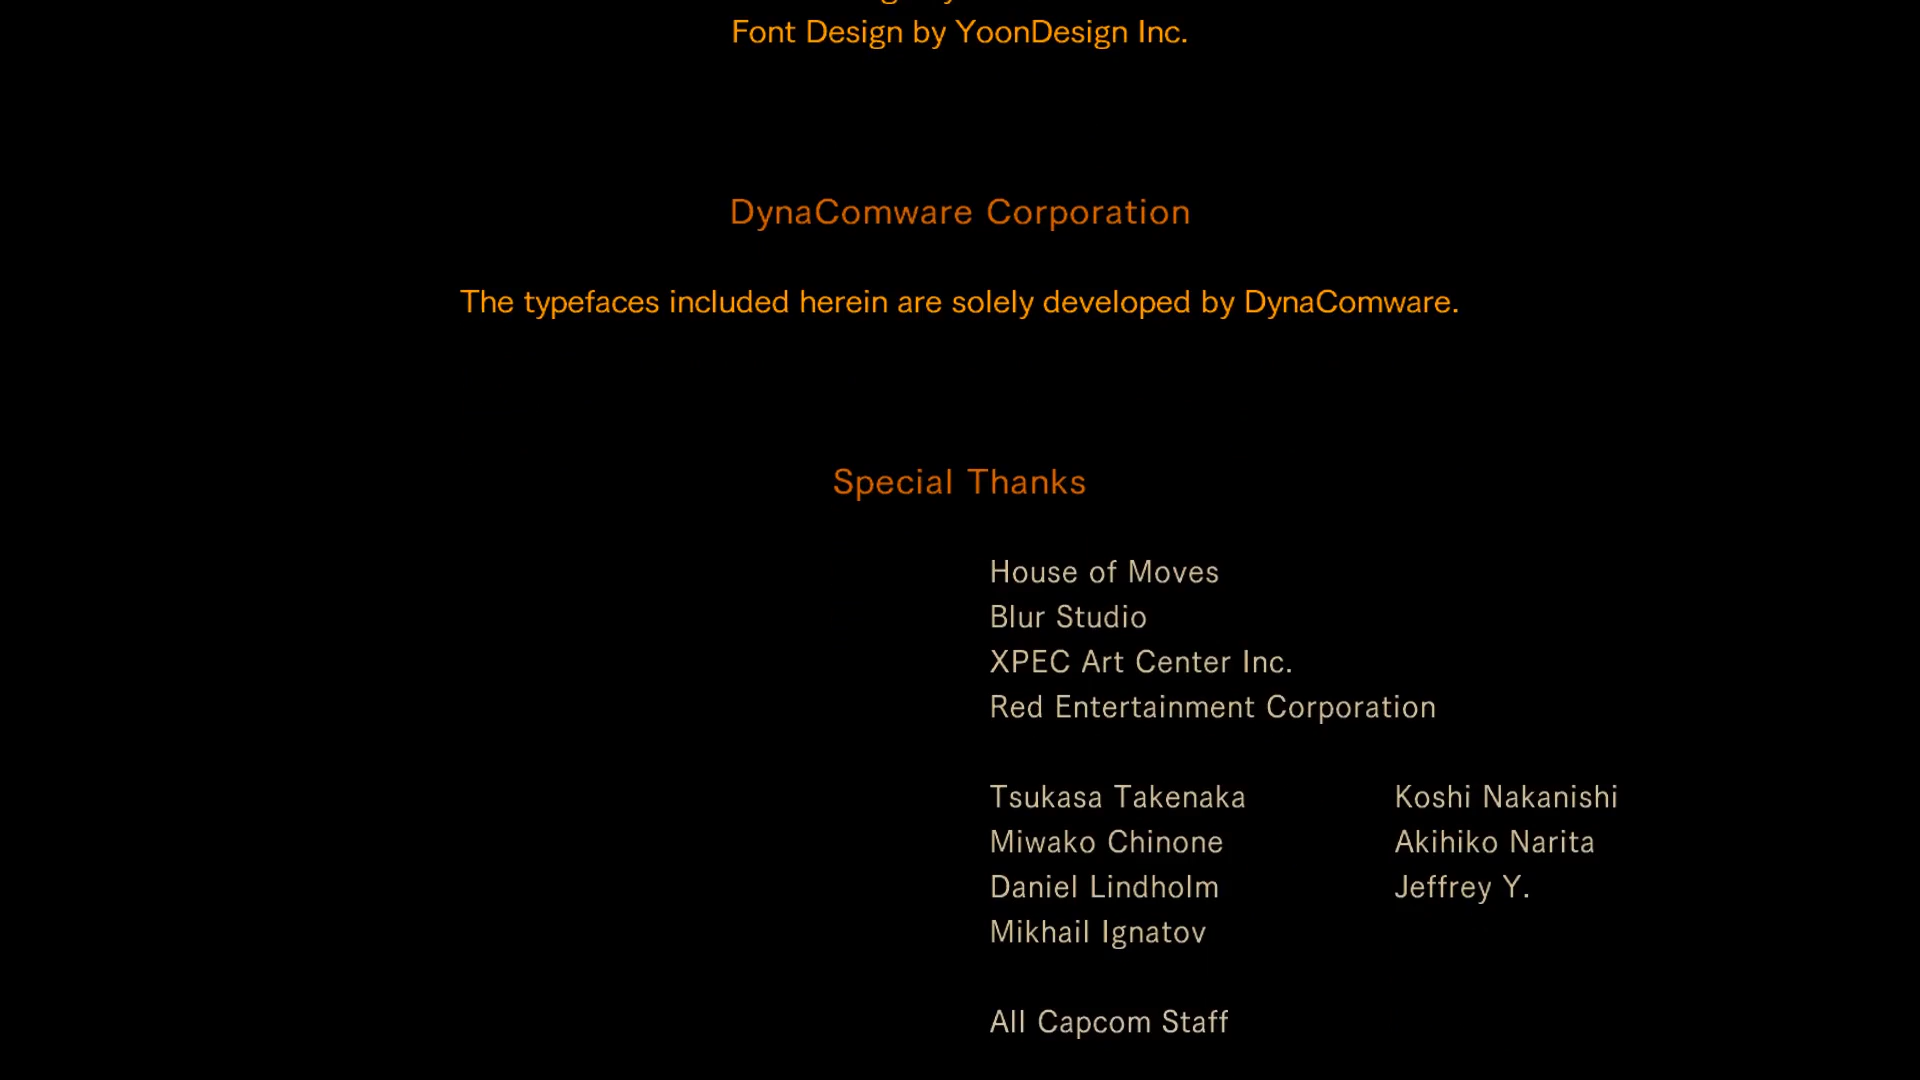 Font Design by YoonDesign Inc.
DynaComware Corporation
The typefaces included herein are solely developed by DynaComware.
Special Thanks
House of Moves
Blur Studio
XPEC Art Center Inc.
Red Entertainment Corporation
Tsukasa Takenaka Koshi Nakanishi
Miwako Chinone Akihiko Narita
Daniel Lindholm Jeffrey Y.
Mikhail Ignatov
All Capcom Staff